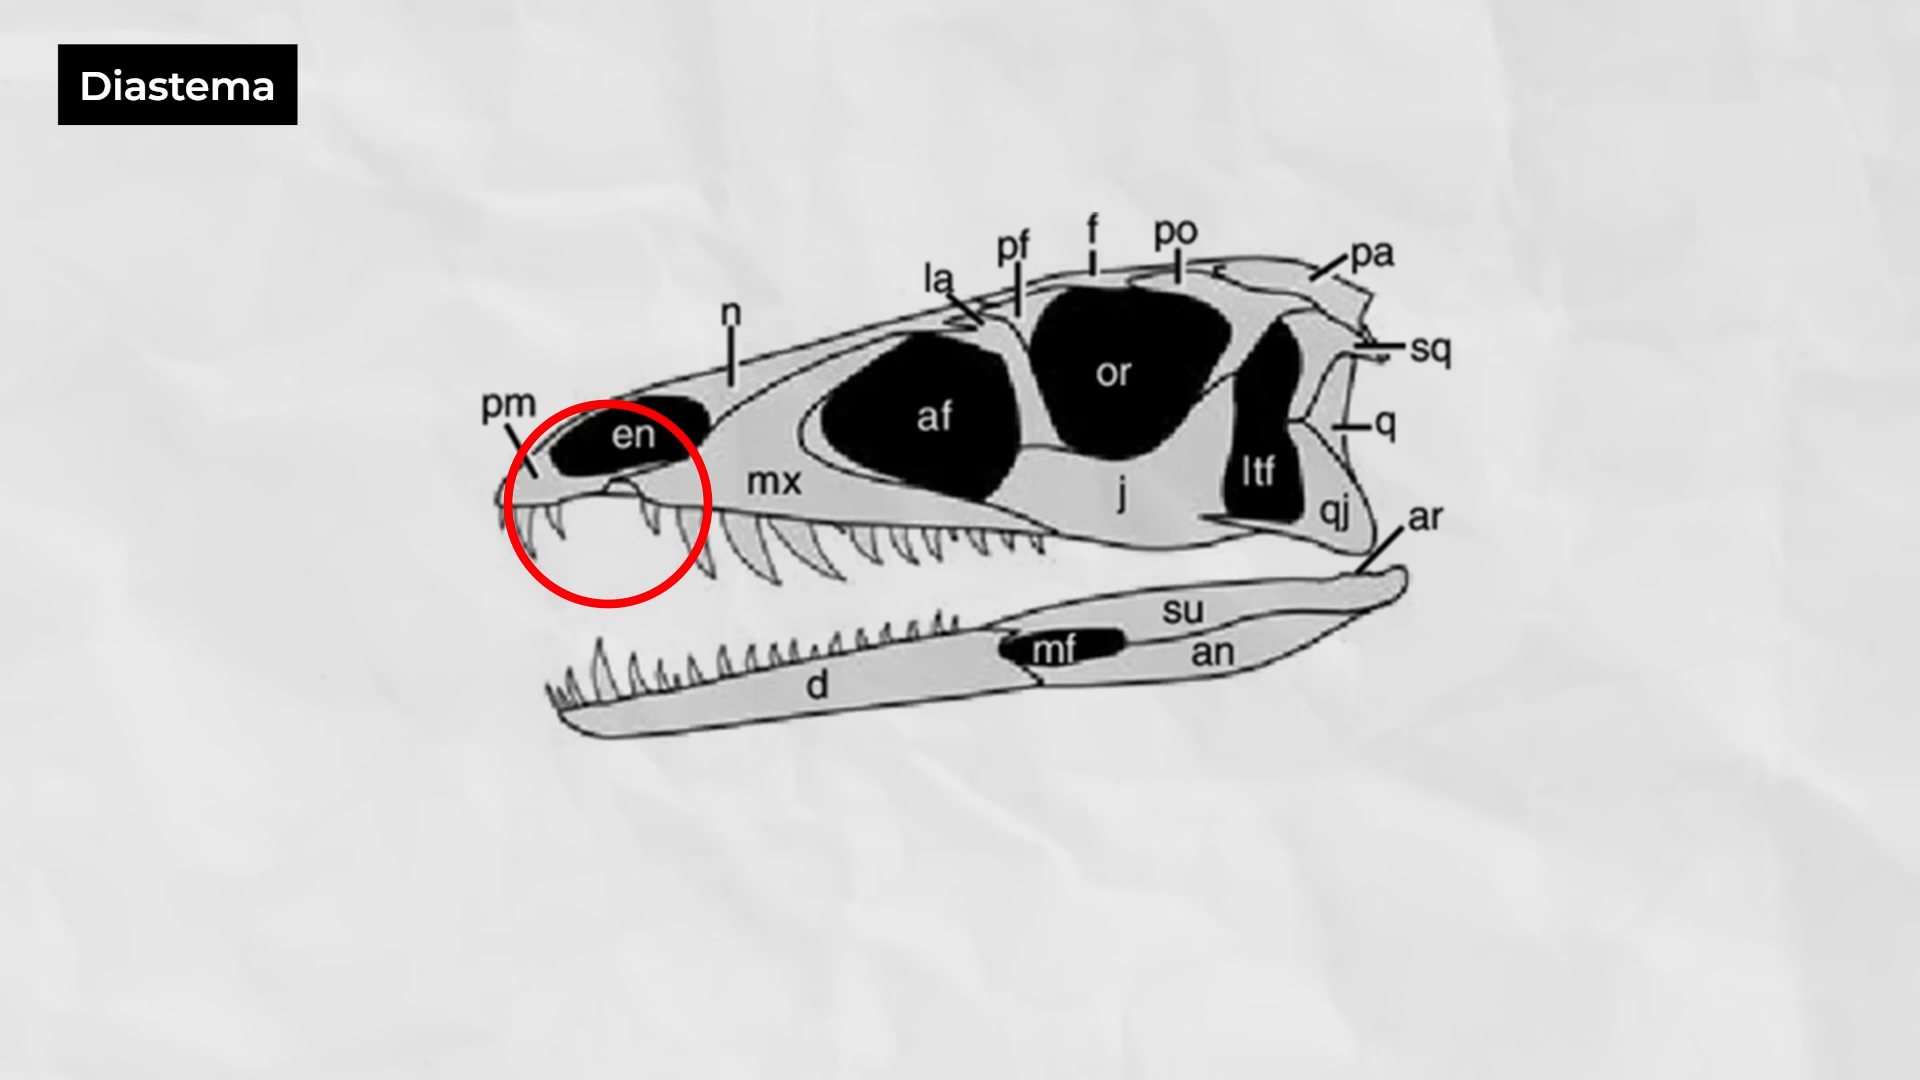 Diastema
f
po
pf
pa
la
n
sq
or
pm
af
q
en
ltf
mx
j
qj
ar
su
mf
an
d